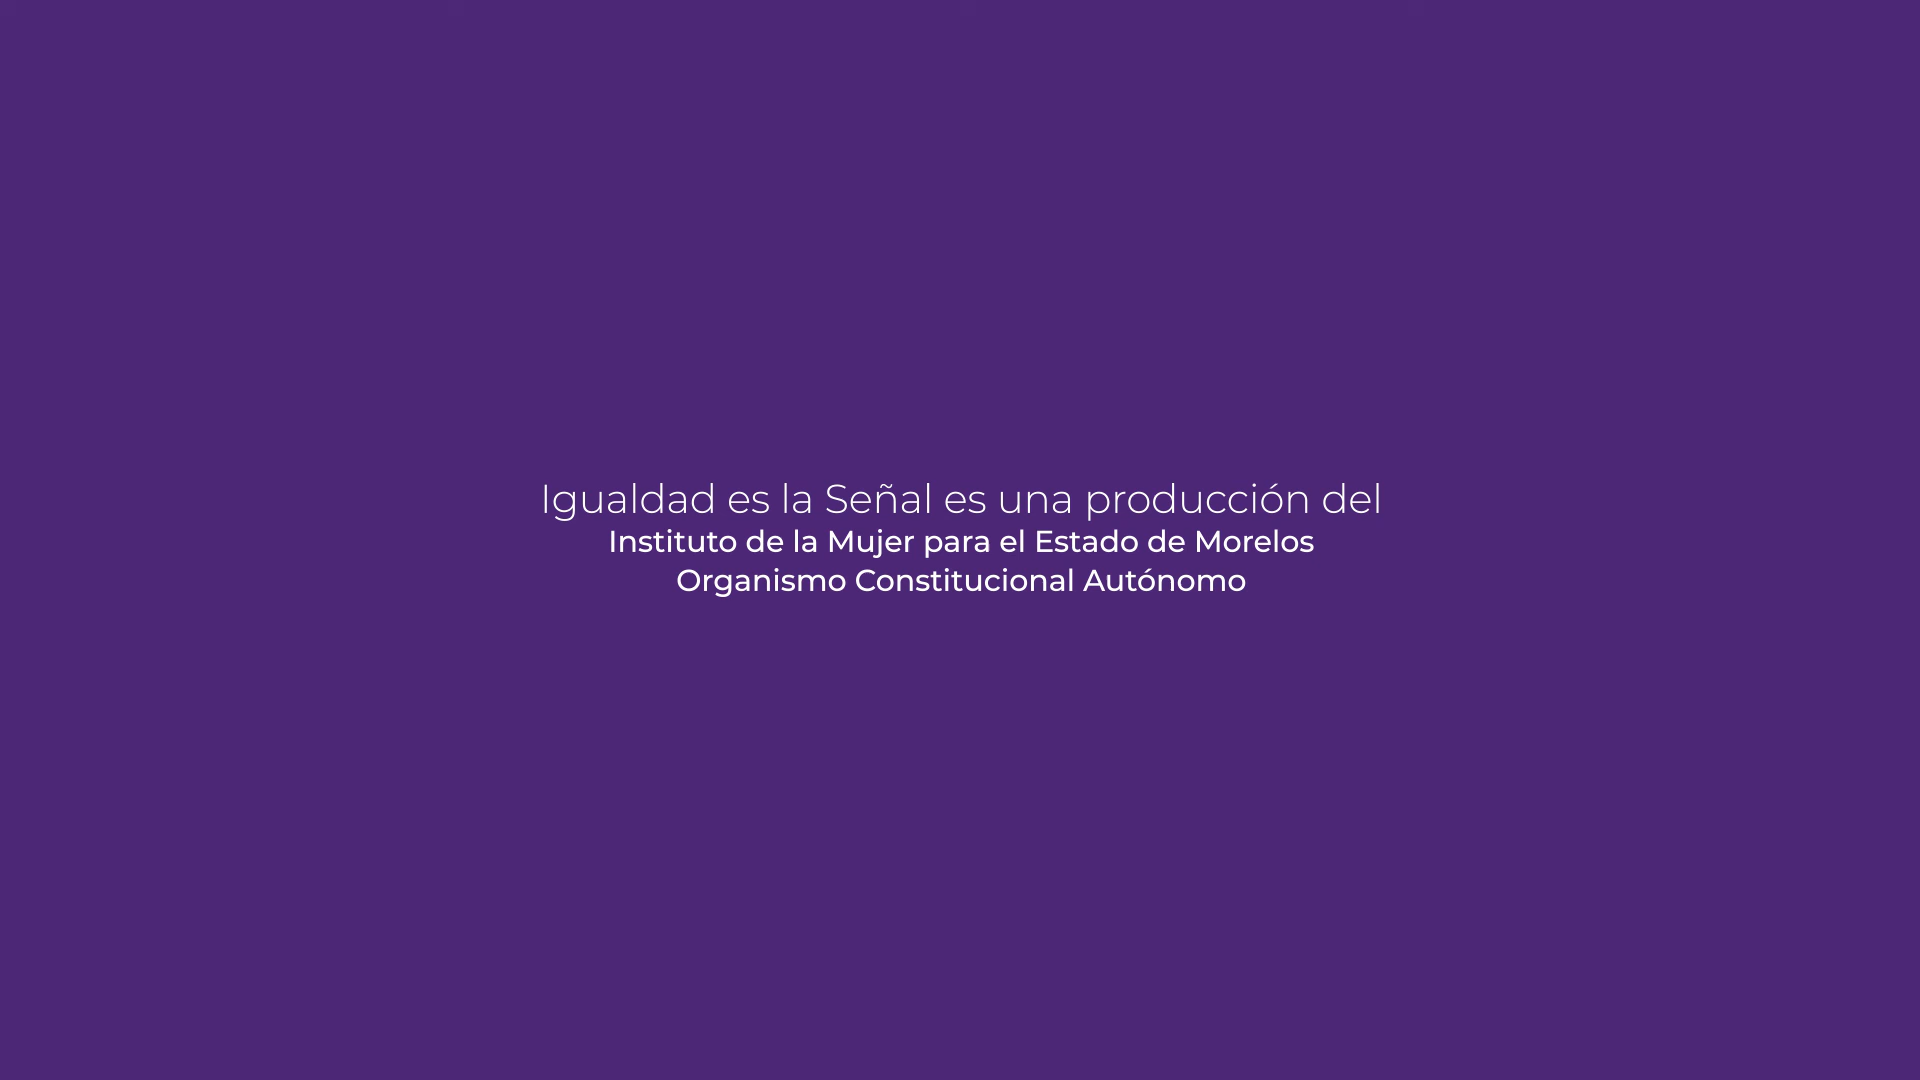 Igualdad es la Señal es una producción del
Instituto de la Mujer para el Estado de Morelos
Organismo Constitucional Autónomo